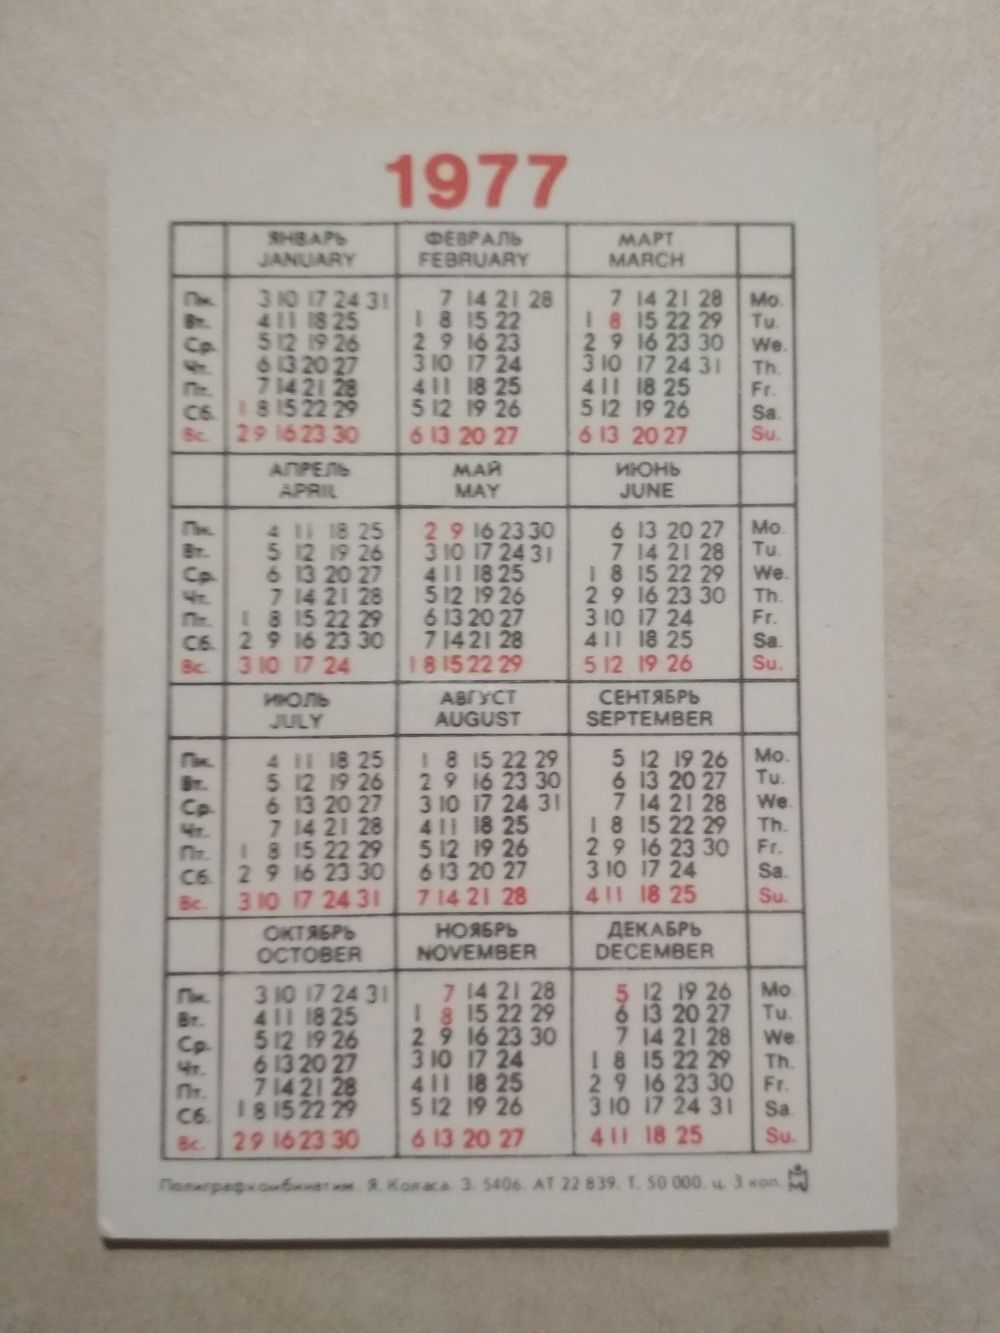 1977
ЯНВАРЬ ФЕВРАЛЬ МАРТ
JANUARY FEBRUARY MARCH
Пн. 3 10 17 24 31 7 14 21 28 7 14 21 28 Mo.
Вт. 4 11 18 25 1 8 15 22 1 8 15 22 29 Tu.
Ср. 5 12 19 26 2 9 16 23 2 9 16 23 30 We.
Чт. 6 13 20 27 3 10 17 24 3 10 17 24 31 Th.
Пт. 7 14 21 28 4 11 18 25 4 11 18 25 Fr.
Сб. 1 8 15 22 29 5 12 19 26 5 12 19 26 Sa.
Вс. 2 9 16 23 30 6 13 20 27 6 13 20 27 Su.
АПРЕЛЬ МАЙ ИЮНЬ
APRIL MAY JUNE
Пн. 4 11 18 25 2 9 16 23 30 6 13 20 27 Mo.
Вт. 5 12 19 26 3 10 17 24 31 7 14 21 28 Tu.
Ср. 6 13 20 27 4 11 18 25 1 8 15 22 29 We.
Чт. 7 14 21 28 5 12 19 26 2 9 16 23 30 Th.
Пт. 1 8 15 22 29 6 13 20 27 3 10 17 24 Fr.
Сб. 2 9 16 23 30 7 14 21 28 4 11 18 25 Sa.
Вс. 3 10 17 24 1 8 15 22 29 5 12 19 26 Su.
ИЮЛЬ АВГУСТ СЕНТЯБРЬ
JULY AUGUST SEPTEMBER
Пн. 4 11 18 25 1 8 15 22 29 5 12 19 26 Mo.
Вт. 5 12 19 26 2 9 16 23 30 6 13 20 27 Tu.
Ср. 6 13 20 27 3 10 17 24 31 7 14 21 28 We.
Чт. 7 14 21 28 4 11 18 25 1 8 15 22 29 Th.
Пт. 1 8 15 22 29 5 12 19 26 2 9 16 23 30 Fr.
Сб. 2 9 16 23 30 6 13 20 27 3 10 17 24 Sa.
Вс. 3 10 17 24 31 7 14 21 28 4 11 18 25 Su.
ОКТЯБРЬ НОЯБРЬ ДЕКАБРЬ
OCTOBER NOVEMBER DECEMBER
Пн. 3 10 17 24 31 7 14 21 28 5 12 19 26 Mo.
Вт. 4 11 18 25 1 8 15 22 29 6 13 20 27 Tu.
Ср. 5 12 19 26 2 9 16 23 30 7 14 21 28 We.
Чт. 6 13 20 27 3 10 17 24 1 8 15 22 29 Th.
Пт. 7 14 21 28 4 11 18 25 2 9 16 23 30 Fr.
Сб. 1 8 15 22 29 5 12 19 26 3 10 17 24 31 Sa.
Вс. 2 9 16 23 30 6 13 20 27 4 11 18 25 Su.
Полиграфкомбинат им. Я. Коласа. З. 5406. АТ 22 839. Т. 50 000. ц. 3 коп.